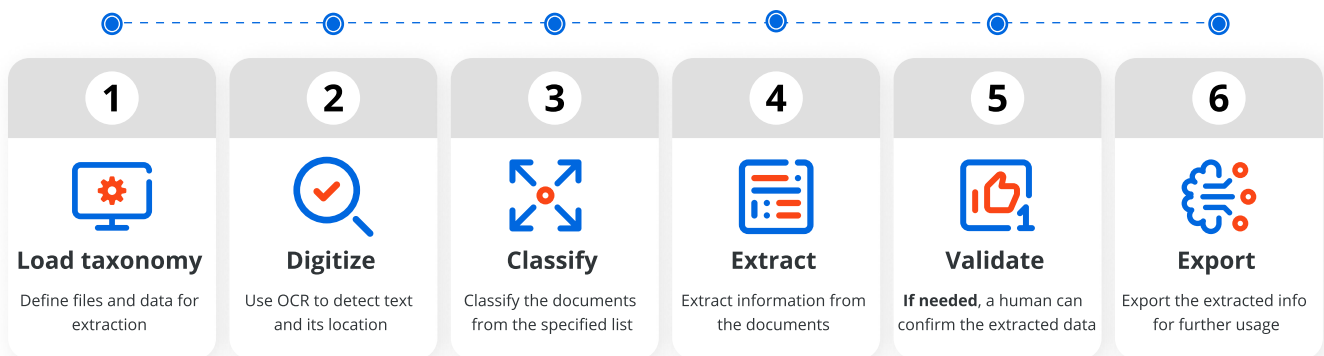 1
Load taxonomy
Define files and data for
extraction
2
Digitize
Use OCR to detect text
and its location
3
Classify
Classify the documents
from the specified list
4
Extract
Extract information from
the documents
5
1
Validate
If needed, a human can
confirm the extracted data
6
Export
Export the extracted info
for further usage